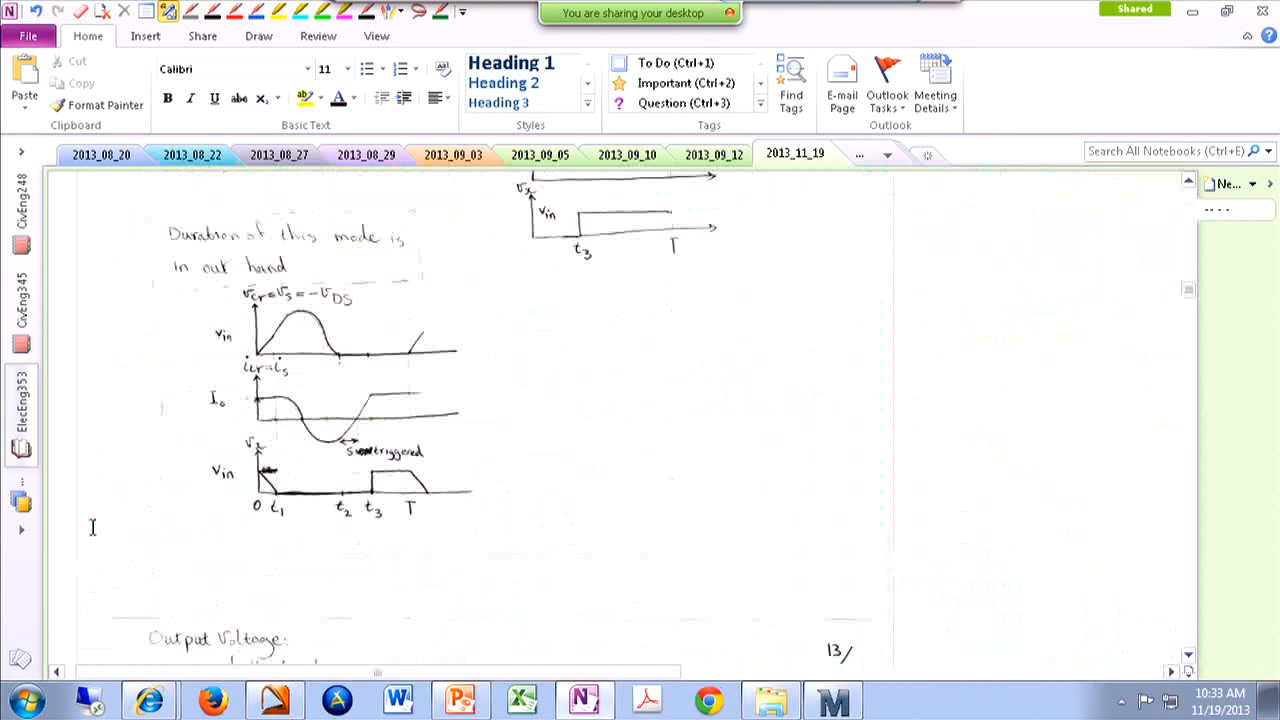 You are sharing your desktop
Shared
File Home Insert Share Draw Review View
Paste
Cut
Copy
Format Painter
Clipboard
Calibri 11
B I U abc
Basic Text
Heading 1
Heading 2
Heading 3
Styles
To Do (Ctrl+1)
Important (Ctrl+2)
Question (Ctrl+3)
Tags
Find Tags
E-mail Page
Outlook Tasks
Meeting Details
Outlook
2013_08_20 2013_08_22 2013_08_27 2013_08_29 2013_09_03 2013_09_05 2013_09_10 2013_09_12 2013_11_19 ...
Search All Notebooks (Ctrl+E)
Ne...
CivEng248
CivEng345
ElecEng353
Vx
Vin
t3 T
Duration of this mode is
in our hand
Vcr=Vs=-VDS
Vin
iLr=is
Io
S triggered
Vx
Vin
0 t1 t2 t3 T
Output Voltage:
13/
10:33 AM
11/19/2013